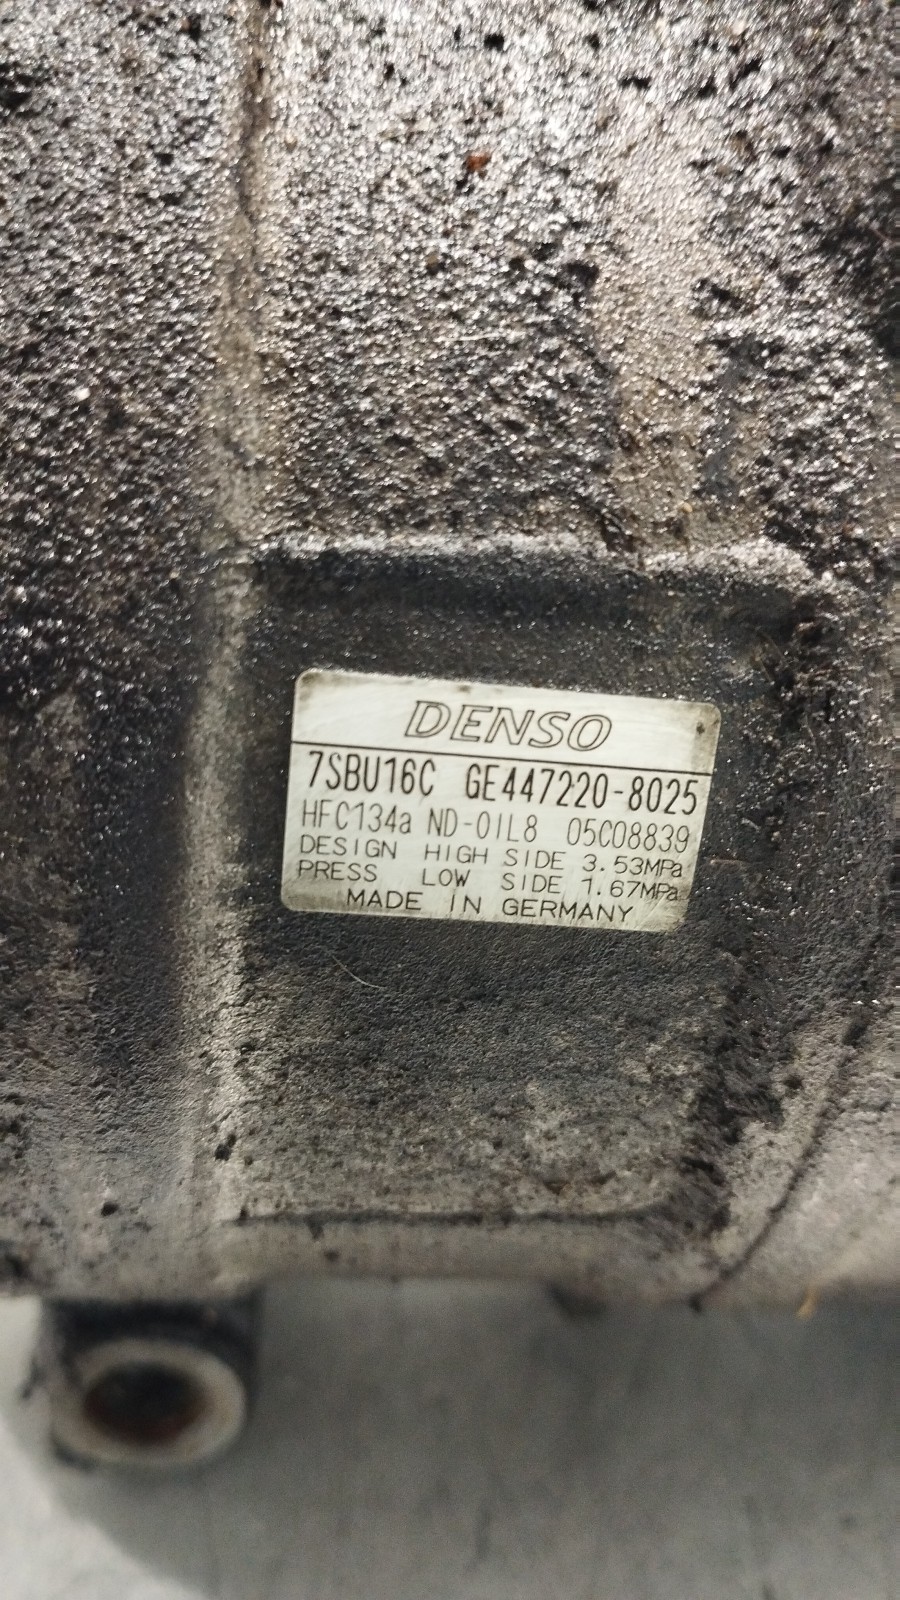 DENSO
7SBU16C GE447220-8025
HFC134a ND-OIL8 05C08839
DESIGN HIGH SIDE 3.53MPa
PRESS LOW SIDE 1.67MPa
MADE IN GERMANY